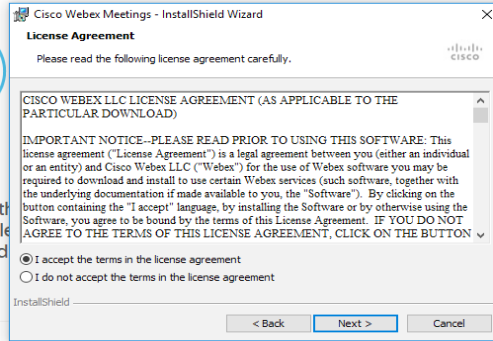 Cisco Webex Meetings - InstallShield Wizard
License Agreement
Please read the following license agreement carefully.
CISCO
CISCO WEBEX LLC LICENSE AGREEMENT (AS APPLICABLE TO THE
PARTICULAR DOWNLOAD)
IMPORTANT NOTICE--PLEASE READ PRIOR TO USING THIS SOFTWARE: This
license agreement ("License Agreement") is a legal agreement between you (either an individual
or an entity) and Cisco Webex LLC ("Webex") for the use of Webex software you may be
required to download and install to use certain Webex services (such software, together with
the underlying documentation if made available to you, the "Software"). By clicking on the
button containing the "I accept" language, by installing the Software or by otherwise using the
Software, you agree to be bound by the terms of this License Agreement. IF YOU DO NOT
AGREE TO THE TERMS OF THIS LICENSE AGREEMENT, CLICK ON THE BUTTON
I accept the terms in the license agreement
I do not accept the terms in the license agreement
InstallShield
< Back Next > Cancel